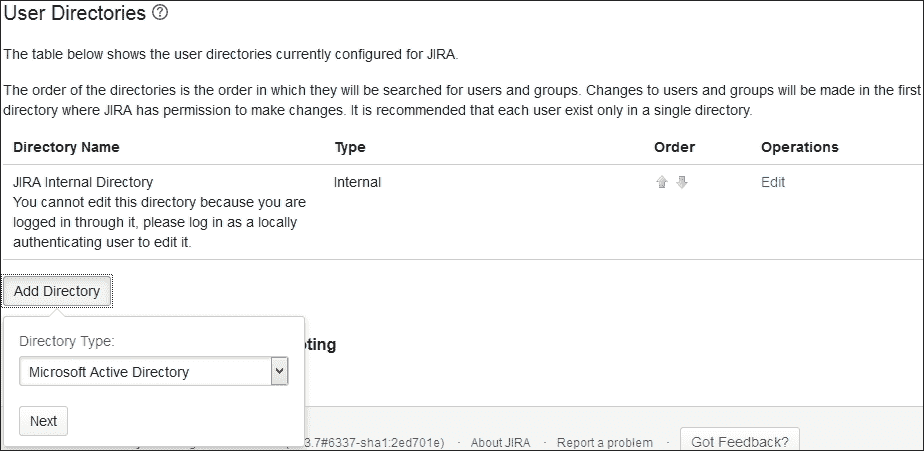 User Directories ?
The table below shows the user directories currently configured for JIRA.
The order of the directories is the order in which they will be searched for users and groups. Changes to users and groups will be made in the first
directory where JIRA has permission to make changes. It is recommended that each user exist only in a single directory.
Directory Name Type Order Operations
JIRA Internal Directory Internal Edit
You cannot edit this directory because you are
logged in through it, please log in as a locally
authenticating user to edit it.
Add Directory
Directory Type:
Microsoft Active Directory
Next
3.7#6337-sha1:2ed701e) · About JIRA · Report a problem · Got Feedback?